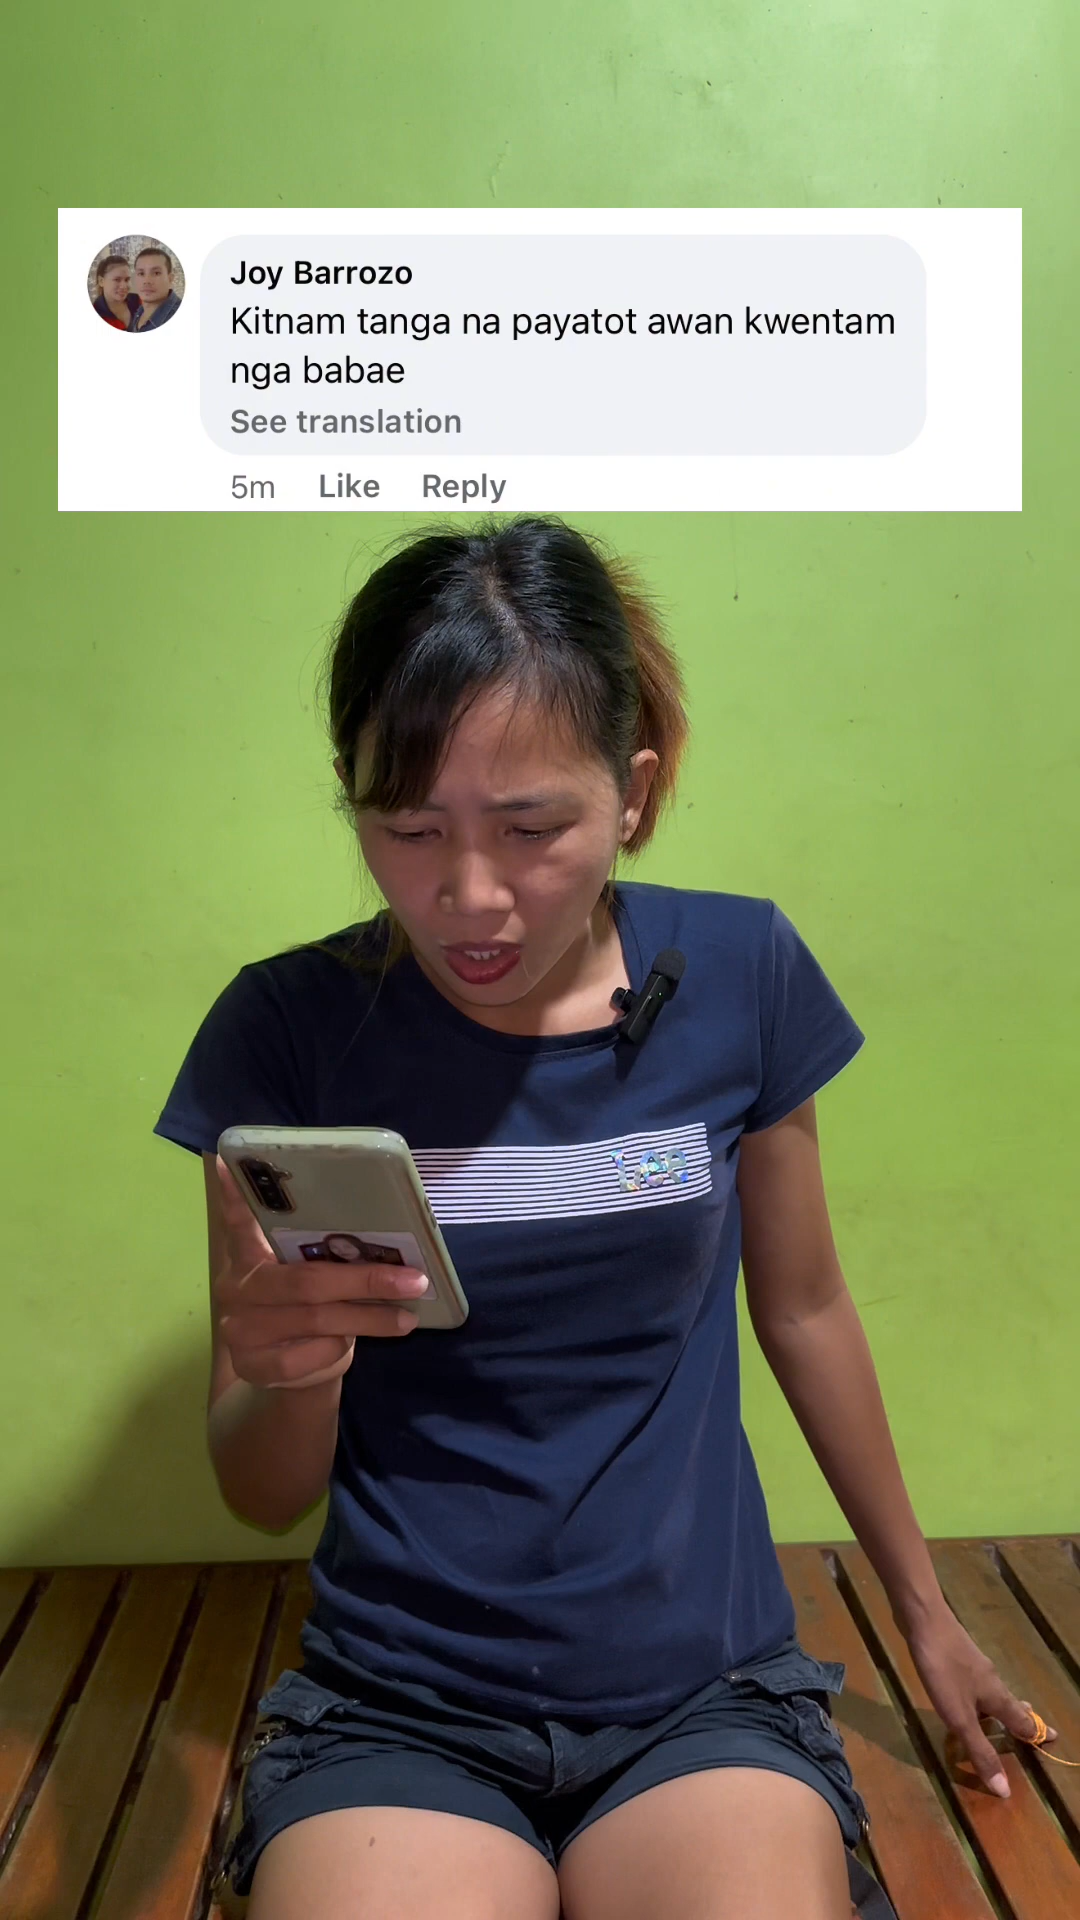 Joy Barrozo
Kitnam tanga na payatot awan kwentam
nga babae
See translation
5m Like Reply
Lee